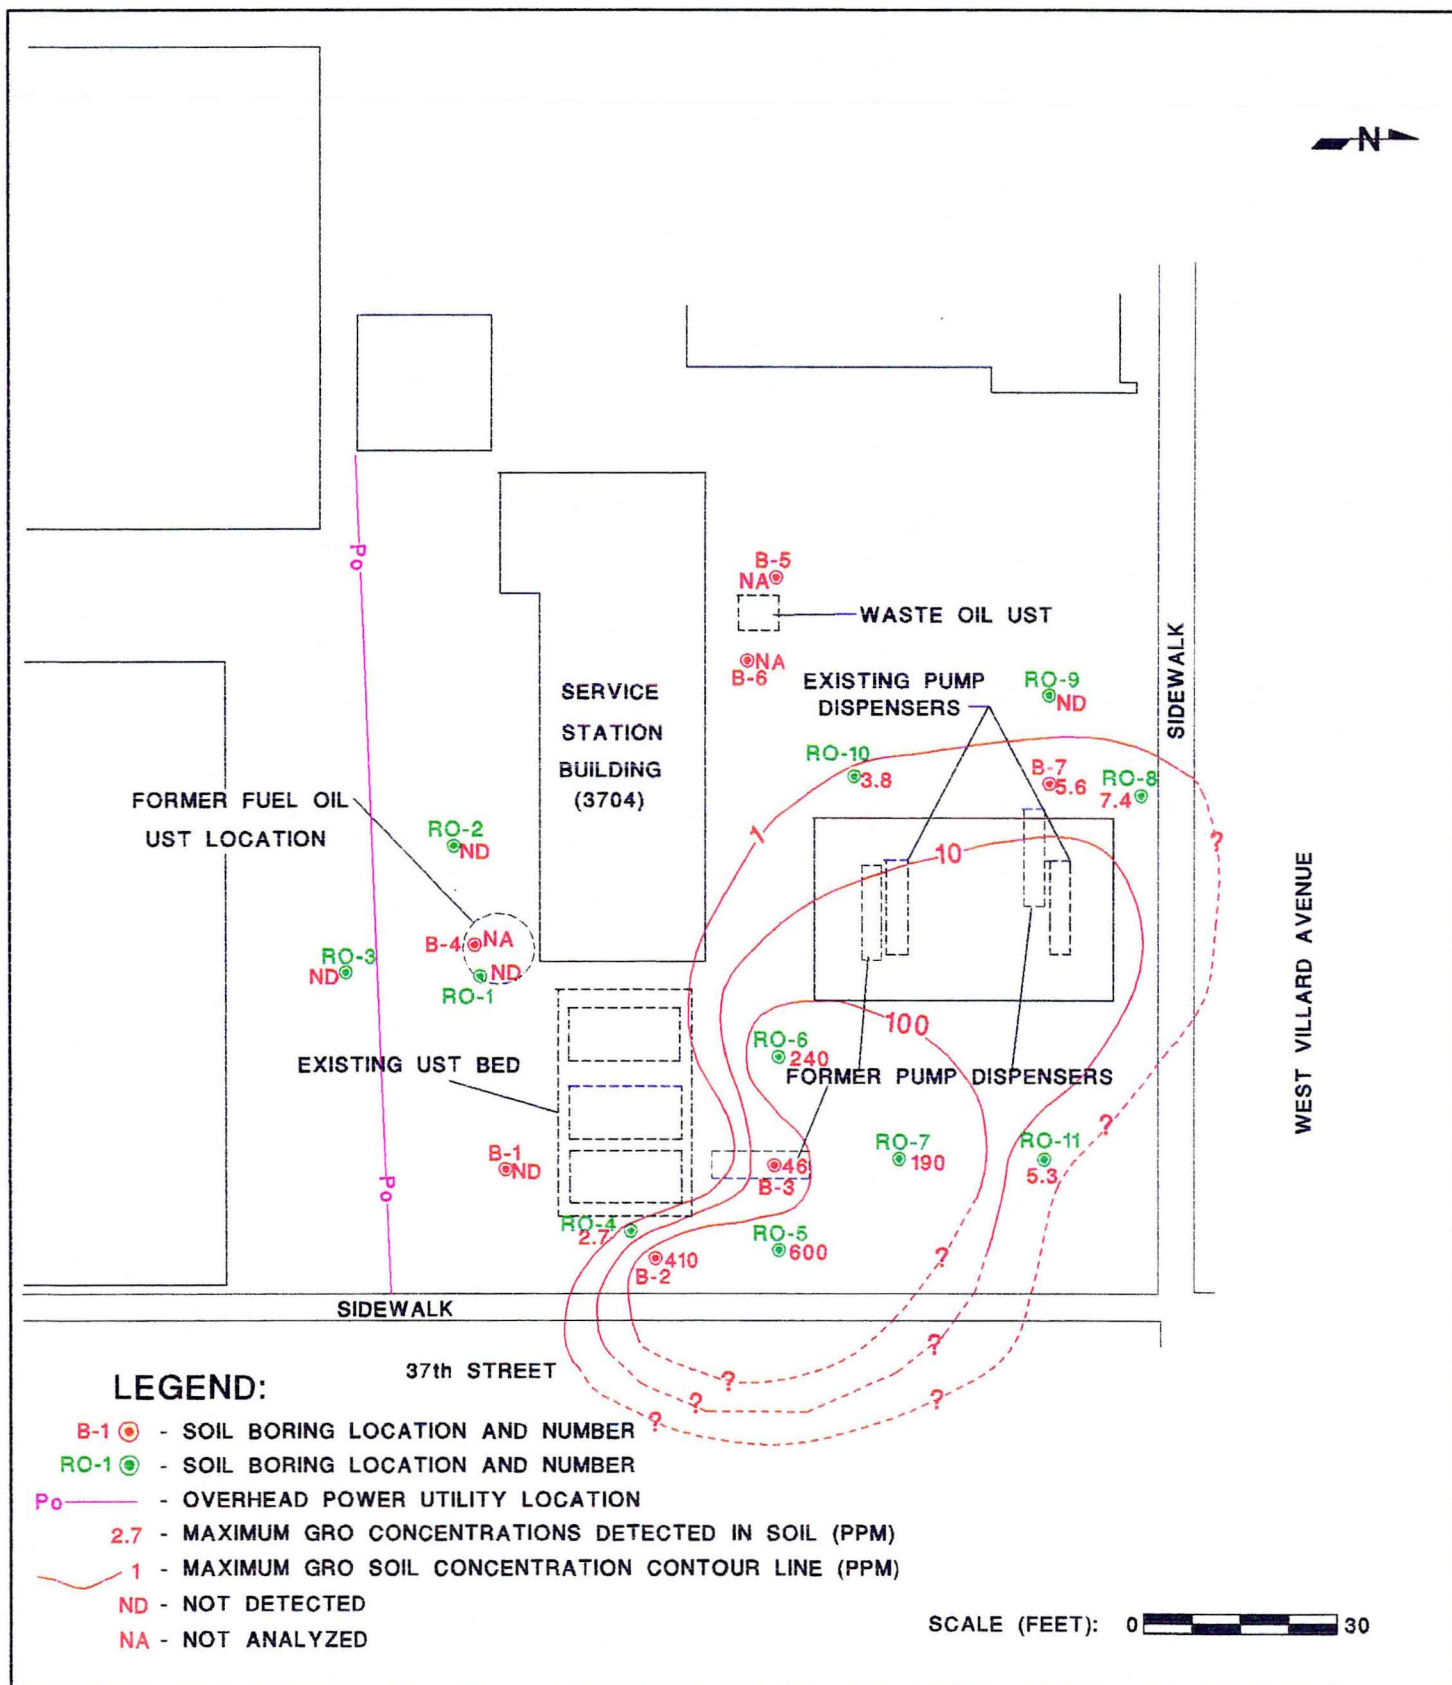 N
Po
B-5
NA
WASTE OIL UST
NA
B-6
EXISTING PUMP
DISPENSERS
RO-9
ND
SIDEWALK
SERVICE
STATION
BUILDING
(3704)
RO-10
3.8
B-7
5.6
RO-8
7.4
FORMER FUEL OIL
UST LOCATION
RO-2
ND
1
10
?
B-4
NA
RO-3
ND
ND
RO-1
WEST VILLARD AVENUE
100
RO-6
240
EXISTING UST BED
FORMER PUMP DISPENSERS
?
B-1
ND
46
B-3
RO-7
190
RO-11
5.3
Po
RO-4
2.7
410
B-2
RO-5
600
?
SIDEWALK
?
37th STREET
?
?
?
?
LEGEND:
B-1 - SOIL BORING LOCATION AND NUMBER
RO-1 - SOIL BORING LOCATION AND NUMBER
Po - OVERHEAD POWER UTILITY LOCATION
2.7 - MAXIMUM GRO CONCENTRATIONS DETECTED IN SOIL (PPM)
1 - MAXIMUM GRO SOIL CONCENTRATION CONTOUR LINE (PPM)
ND - NOT DETECTED
NA - NOT ANALYZED
SCALE (FEET): 0 30